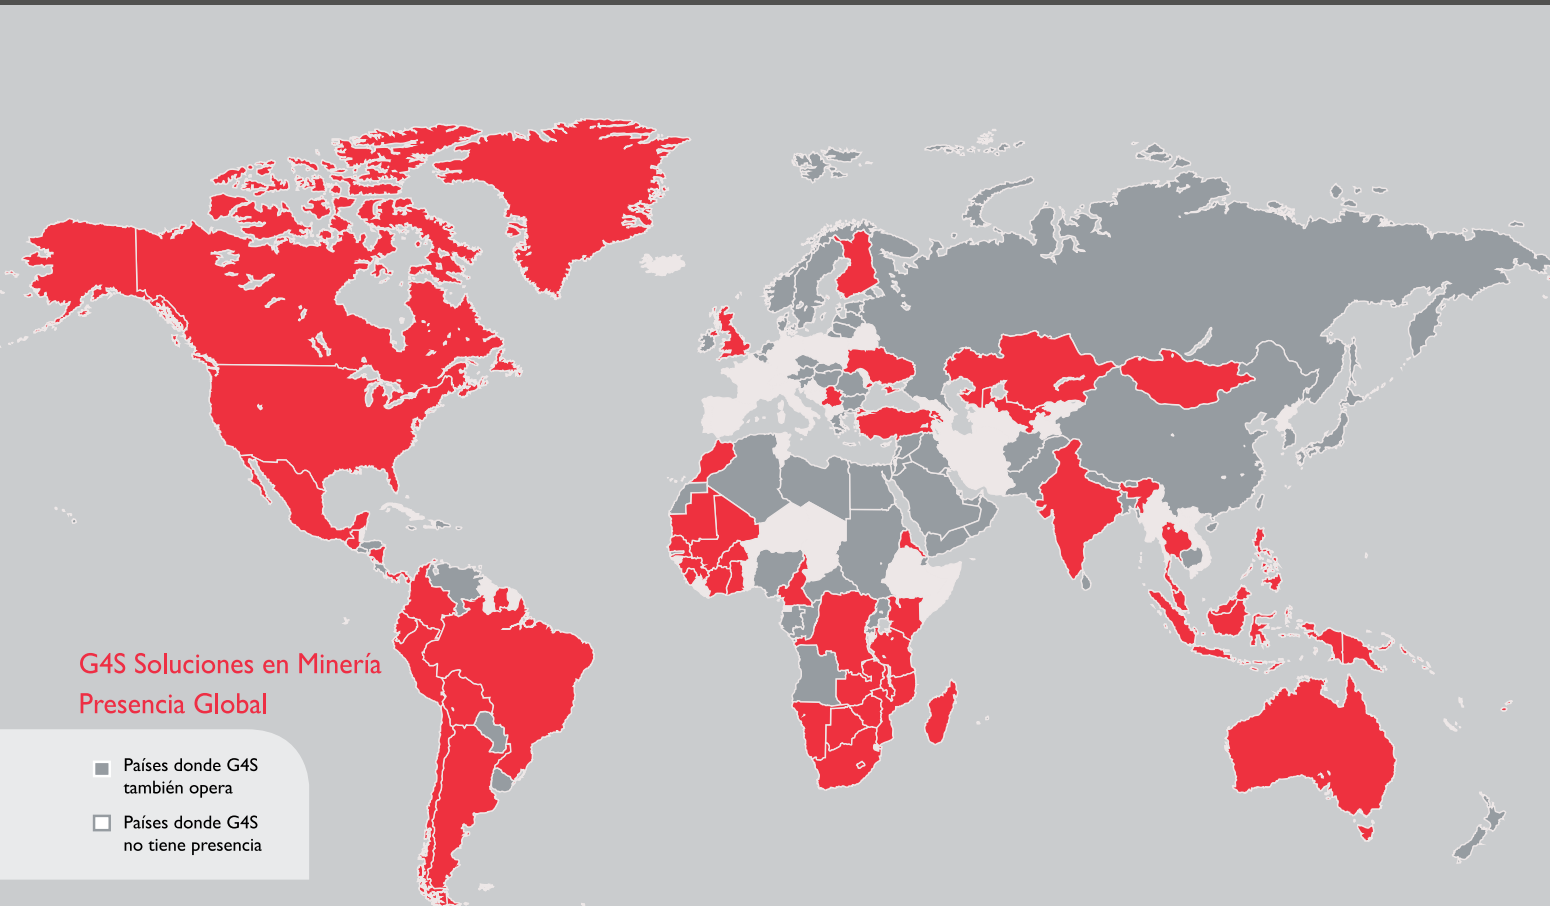 G4S Soluciones en Minería
Presencia Global
Países donde G4S
también opera
Países donde G4S
no tiene presencia